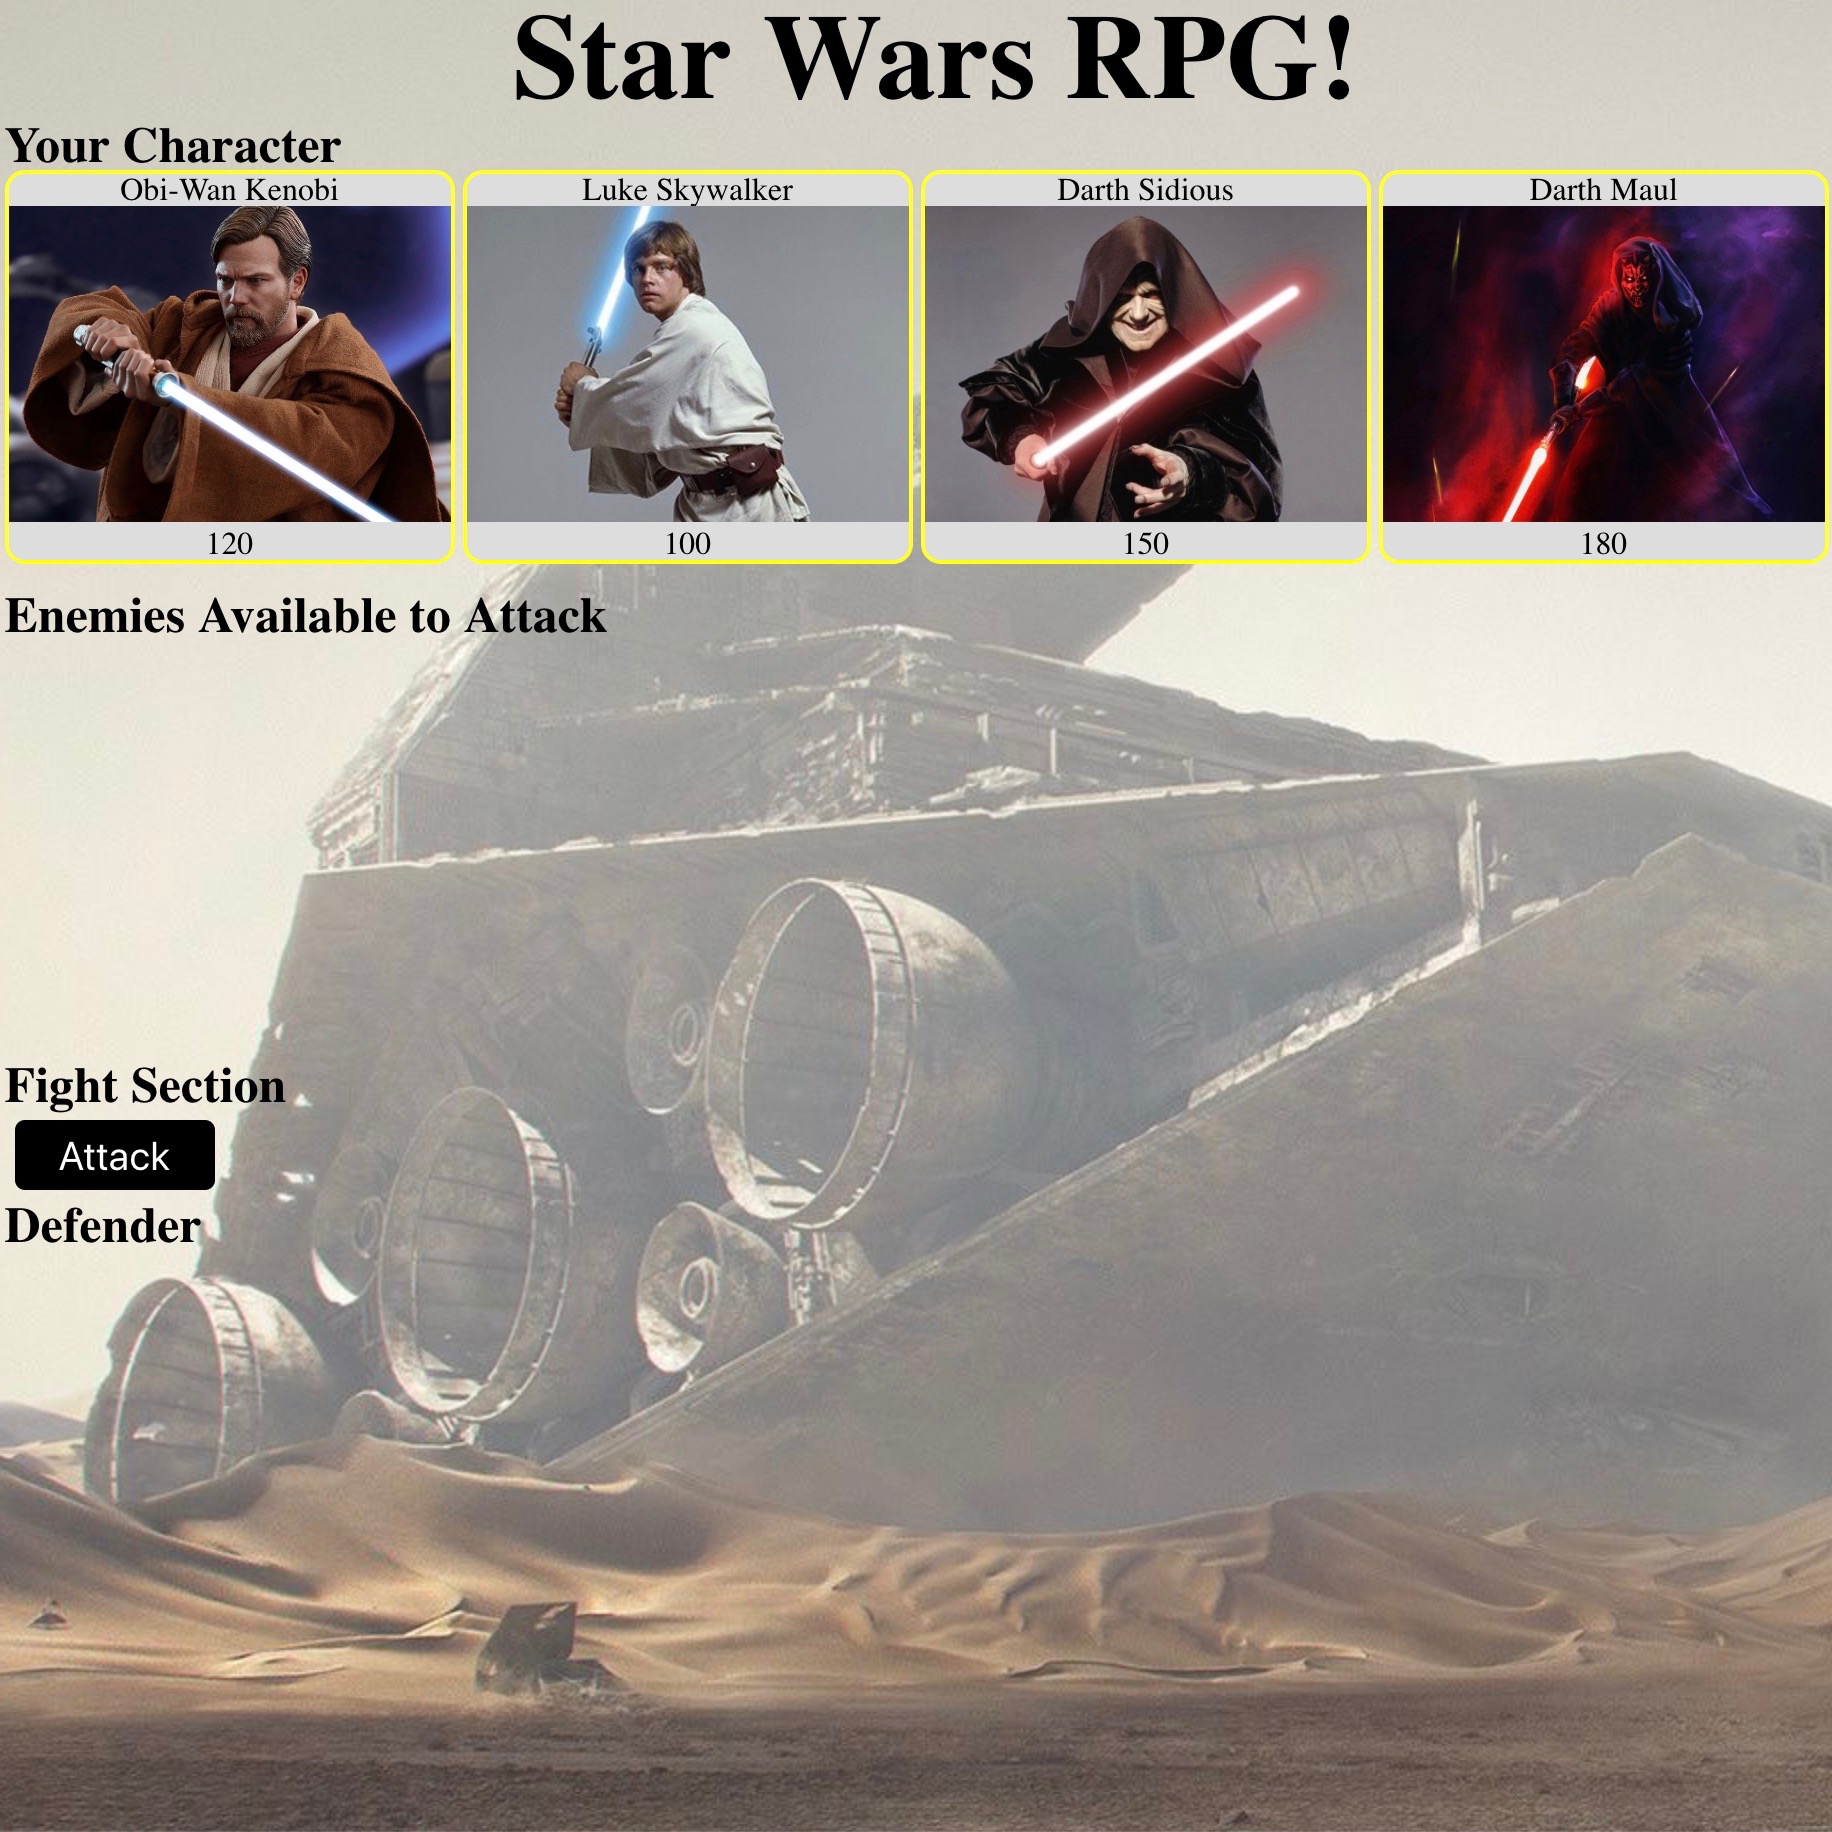 Star Wars RPG!
Your Character
Obi-Wan Kenobi
Luke Skywalker
Darth Sidious
Darth Maul
120
100
150
180
Enemies Available to Attack
Fight Section
Attack
Defender